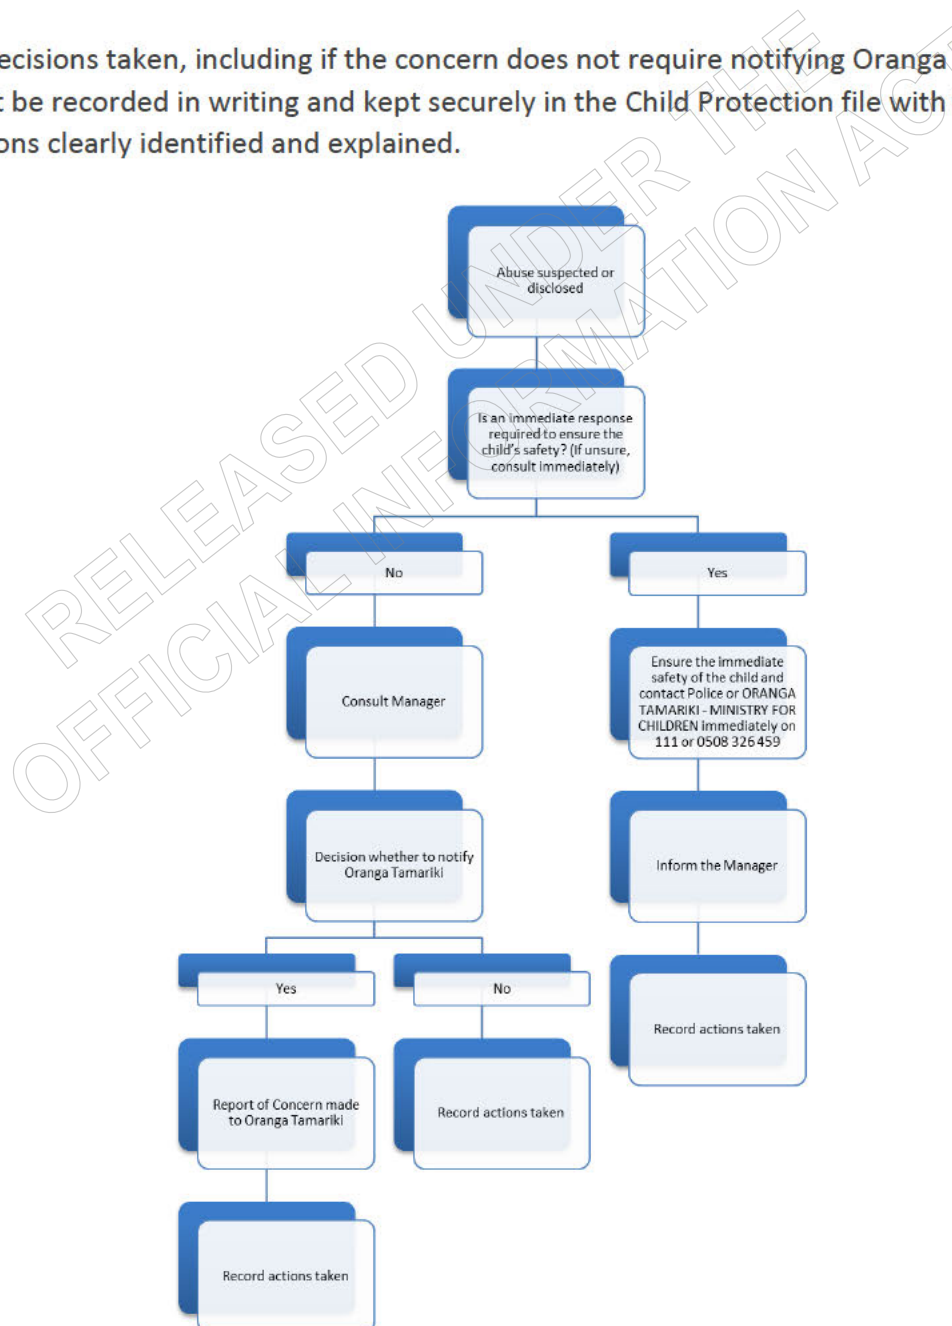 ecisions taken, including if the concern does not require notifying Oranga
t be recorded in writing and kept securely in the Child Protection file with
ons clearly identified and explained.
RELEASED UNDER THE
OFFICIAL INFORMATION ACT
Abuse suspected or
disclosed
Is an immediate response
required to ensure the
child's safety? (If unsure,
consult immediately)
No
Yes
Consult Manager
Ensure the immediate
safety of the child and
contact Police or ORANGA
TAMARIKI - MINISTRY FOR
CHILDREN immediately on
111 or 0508 326 459
Decision whether to notify
Oranga Tamariki
Inform the Manager
Yes
No
Record actions taken
Report of Concern made
to Oranga Tamariki
Record actions taken
Record actions taken